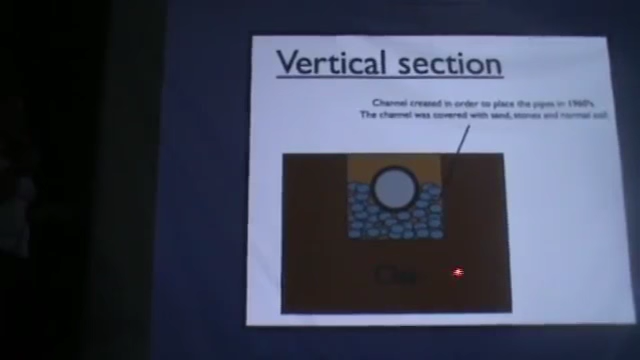 Vertical section
Channel created in order to place the pipes in 1960's
The channel was covered with sand, stones and normal soil
Clay